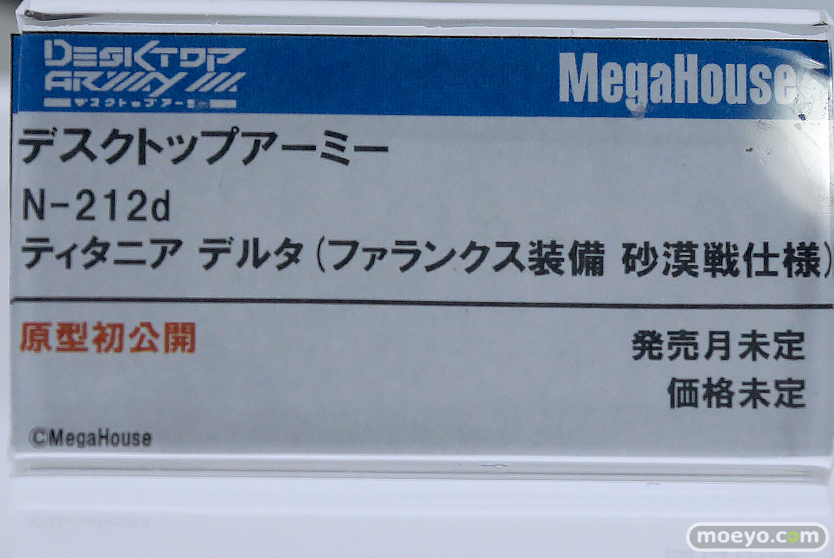 DESKTOP
ARMY
デスクトップアーミー
MegaHouse
デスクトップアーミー
N-212d
ティタニア デルタ(ファランクス装備 砂漠戦仕様)
原型初公開
発売月未定
価格未定
©MegaHouse
moeyo.com